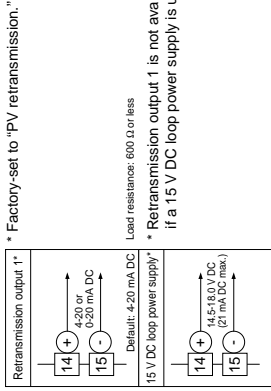 Retransmission output 1*
14 +
4-20 or
0-20 mA DC
15 -
Default: 4-20 mA DC
15 V DC loop power supply*
14 +
14.5-18.0 V DC
(21 mA DC max.)
15 -
* Factory-set to “PV retransmission.”
Load resistance: 600 Ω or less
* Retransmission output 1 is not ava
if a 15 V DC loop power supply is u